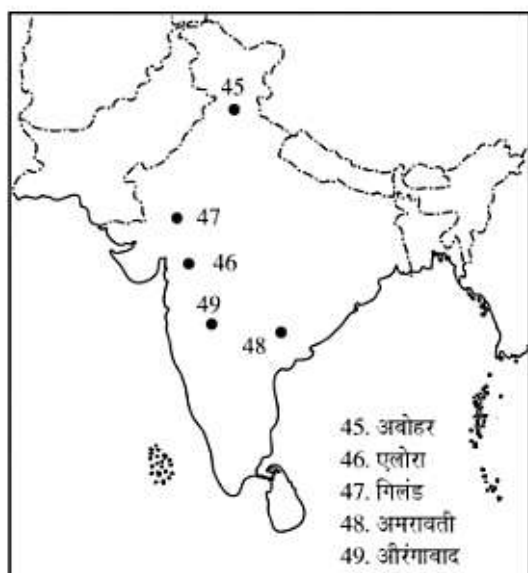 45
47
46
49
48
45. अबोहर
46. एलोरा
47. गिलंड
48. अमरावती
49. औरंगाबाद